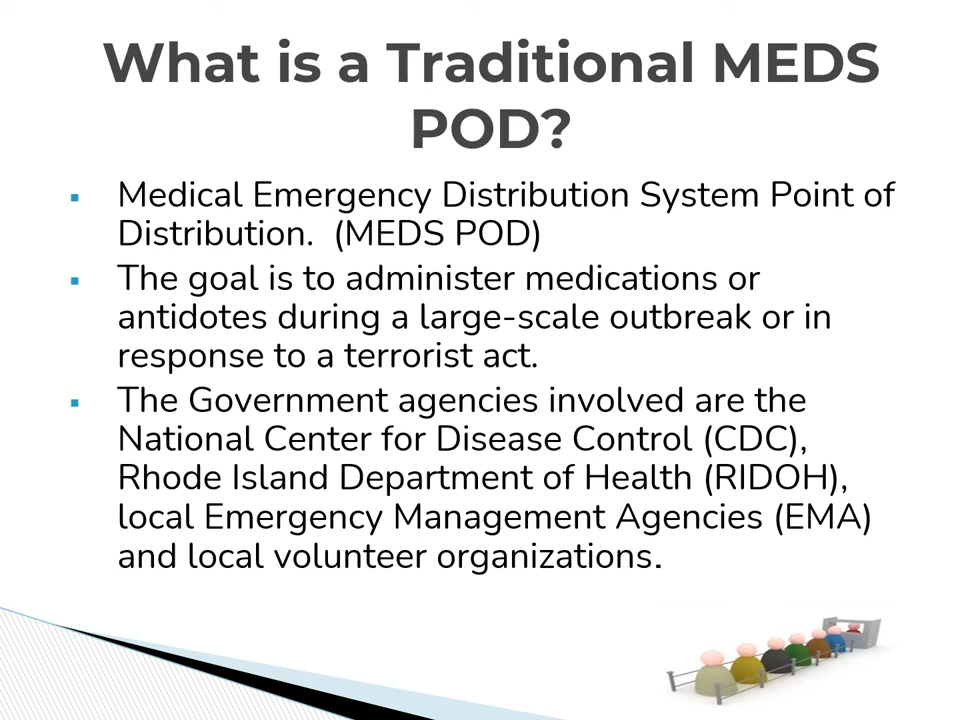 What is a Traditional MEDS
POD?
▪ Medical Emergency Distribution System Point of
Distribution.  (MEDS POD)
▪ The goal is to administer medications or
antidotes during a large-scale outbreak or in
response to a terrorist act.
▪ The Government agencies involved are the
National Center for Disease Control (CDC),
Rhode Island Department of Health (RIDOH),
local Emergency Management Agencies (EMA)
and local volunteer organizations.